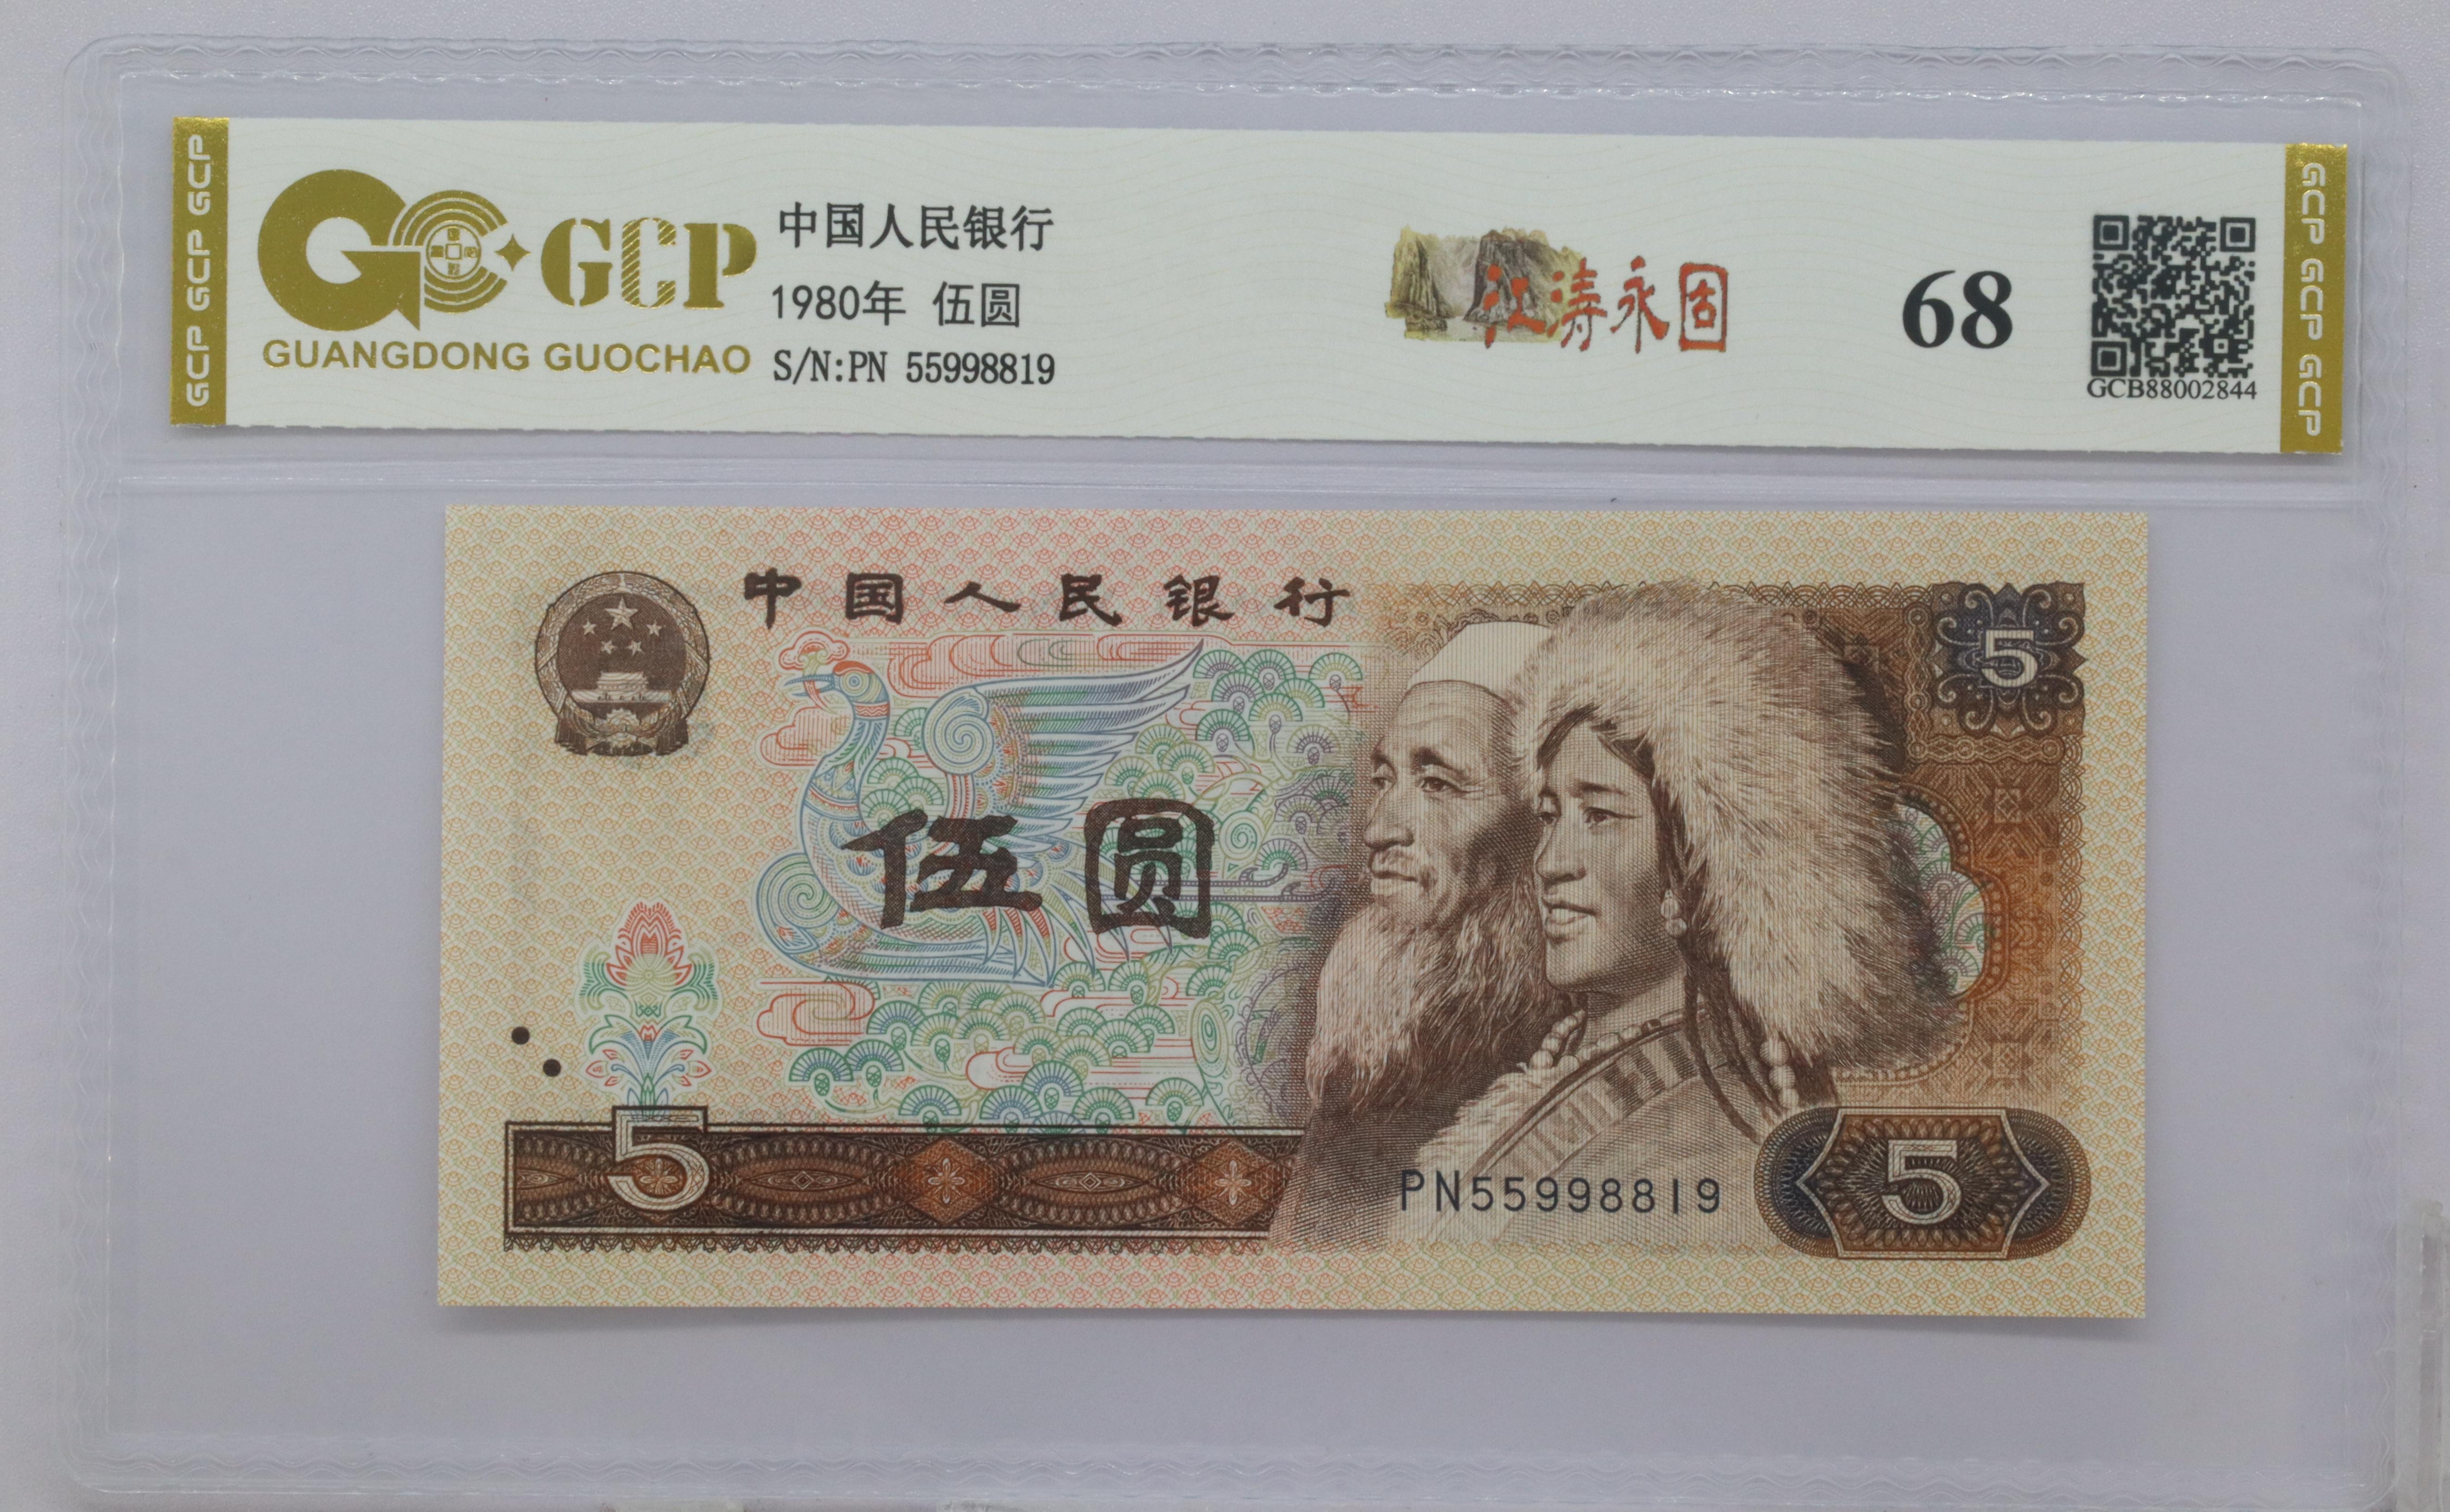 GCP GCP GCP
GCP
GUANGDONG GUOCHAO
中国人民银行
1980年 伍圆
S/N:PN 55998819
江涛永固
68
GCB88002844
GCP GCP GCP
中国人民银行
5
伍圆
5
PN55998819
5